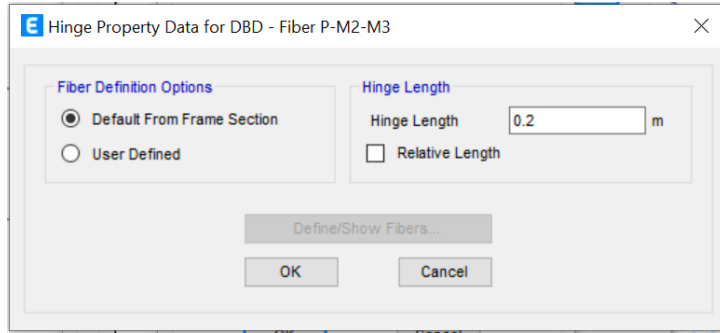 E Hinge Property Data for DBD - Fiber P-M2-M3
Fiber Definition Options
Default From Frame Section
User Defined
Hinge Length
Hinge Length 0.2 m
Relative Length
Define/Show Fibers...
OK Cancel